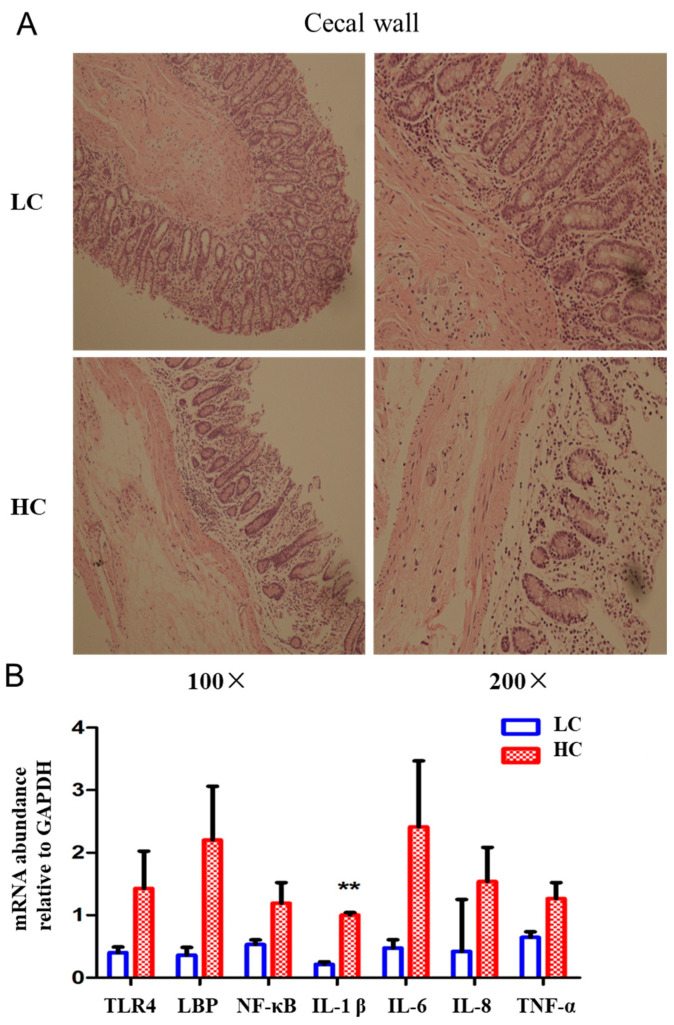 A
Cecal wall
LC
HC
100×
200×
B
mRNA abundance
relative to GAPDH
4
3
2
1
0
LC
HC
**
TLR4 LBP NF-κB IL-1 β IL-6 IL-8 TNF-α